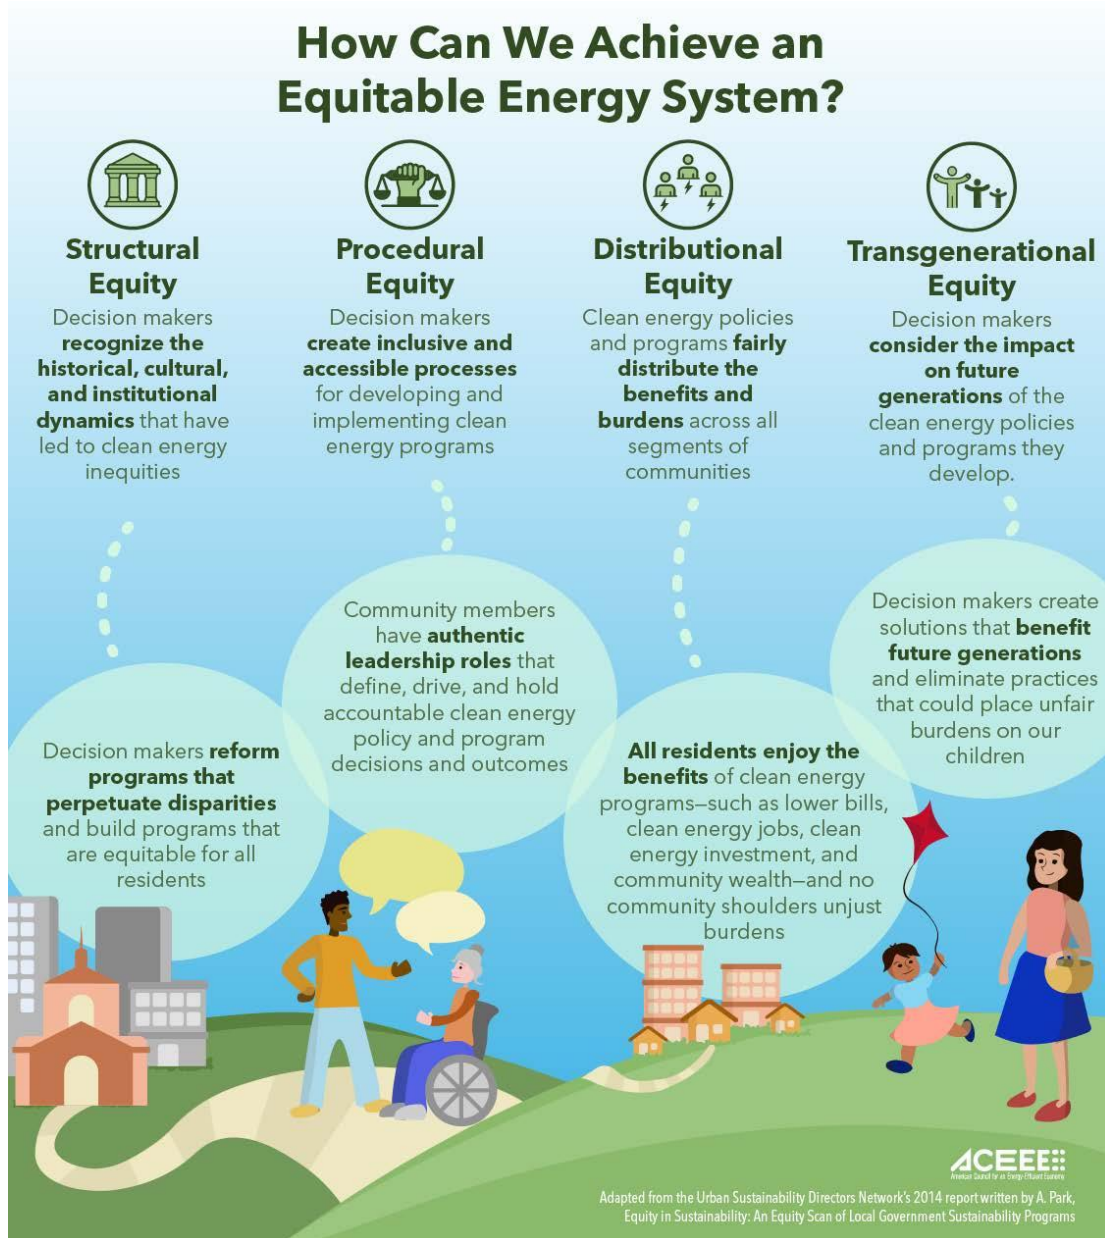 How Can We Achieve an
Equitable Energy System?
Structural
Equity
Decision makers
recognize the
historical, cultural,
and institutional
dynamics that have
led to clean energy
inequities
Procedural
Equity
Decision makers
create inclusive and
accessible processes
for developing and
implementing clean
energy programs
Distributional
Equity
Clean energy policies
and programs fairly
distribute the
benefits and
burdens across all
segments of
communities
Transgenerational
Equity
Decision makers
consider the impact
on future
generations of the
clean energy policies
and programs they
develop.
Decision makers reform
programs that
perpetuate disparities
and build programs that
are equitable for all
residents
Community members
have authentic
leadership roles that
define, drive, and hold
accountable clean energy
policy and program
decisions and outcomes
All residents enjoy the
benefits of clean energy
programs—such as lower bills,
clean energy jobs, clean
energy investment, and
community wealth—and no
community shoulders unjust
burdens
Decision makers create
solutions that benefit
future generations
and eliminate practices
that could place unfair
burdens on our
children
ACEEE
American Council for an Energy-Efficient Economy
Adapted from the Urban Sustainability Directors Network's 2014 report written by A. Park,
Equity in Sustainability: An Equity Scan of Local Government Sustainability Programs